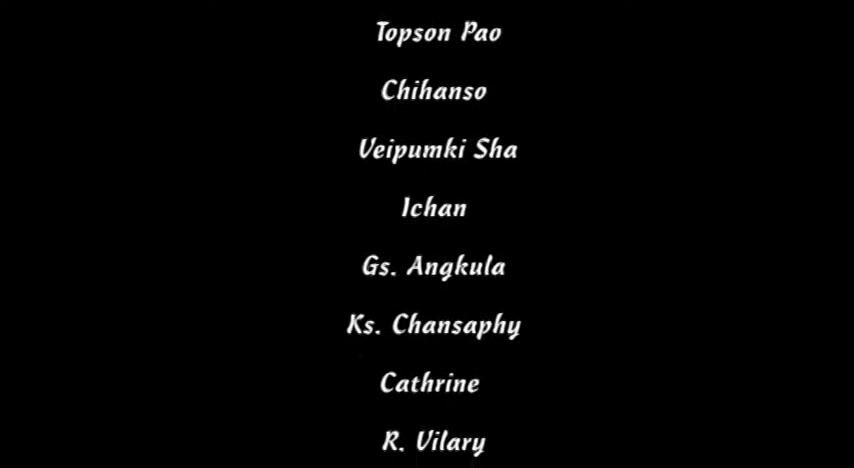 Topson Pao
Chihanso
Veipumki Sha
Ichan
Gs. Angkula
Ks. Chansaphy
Cathrine
R. Vilary